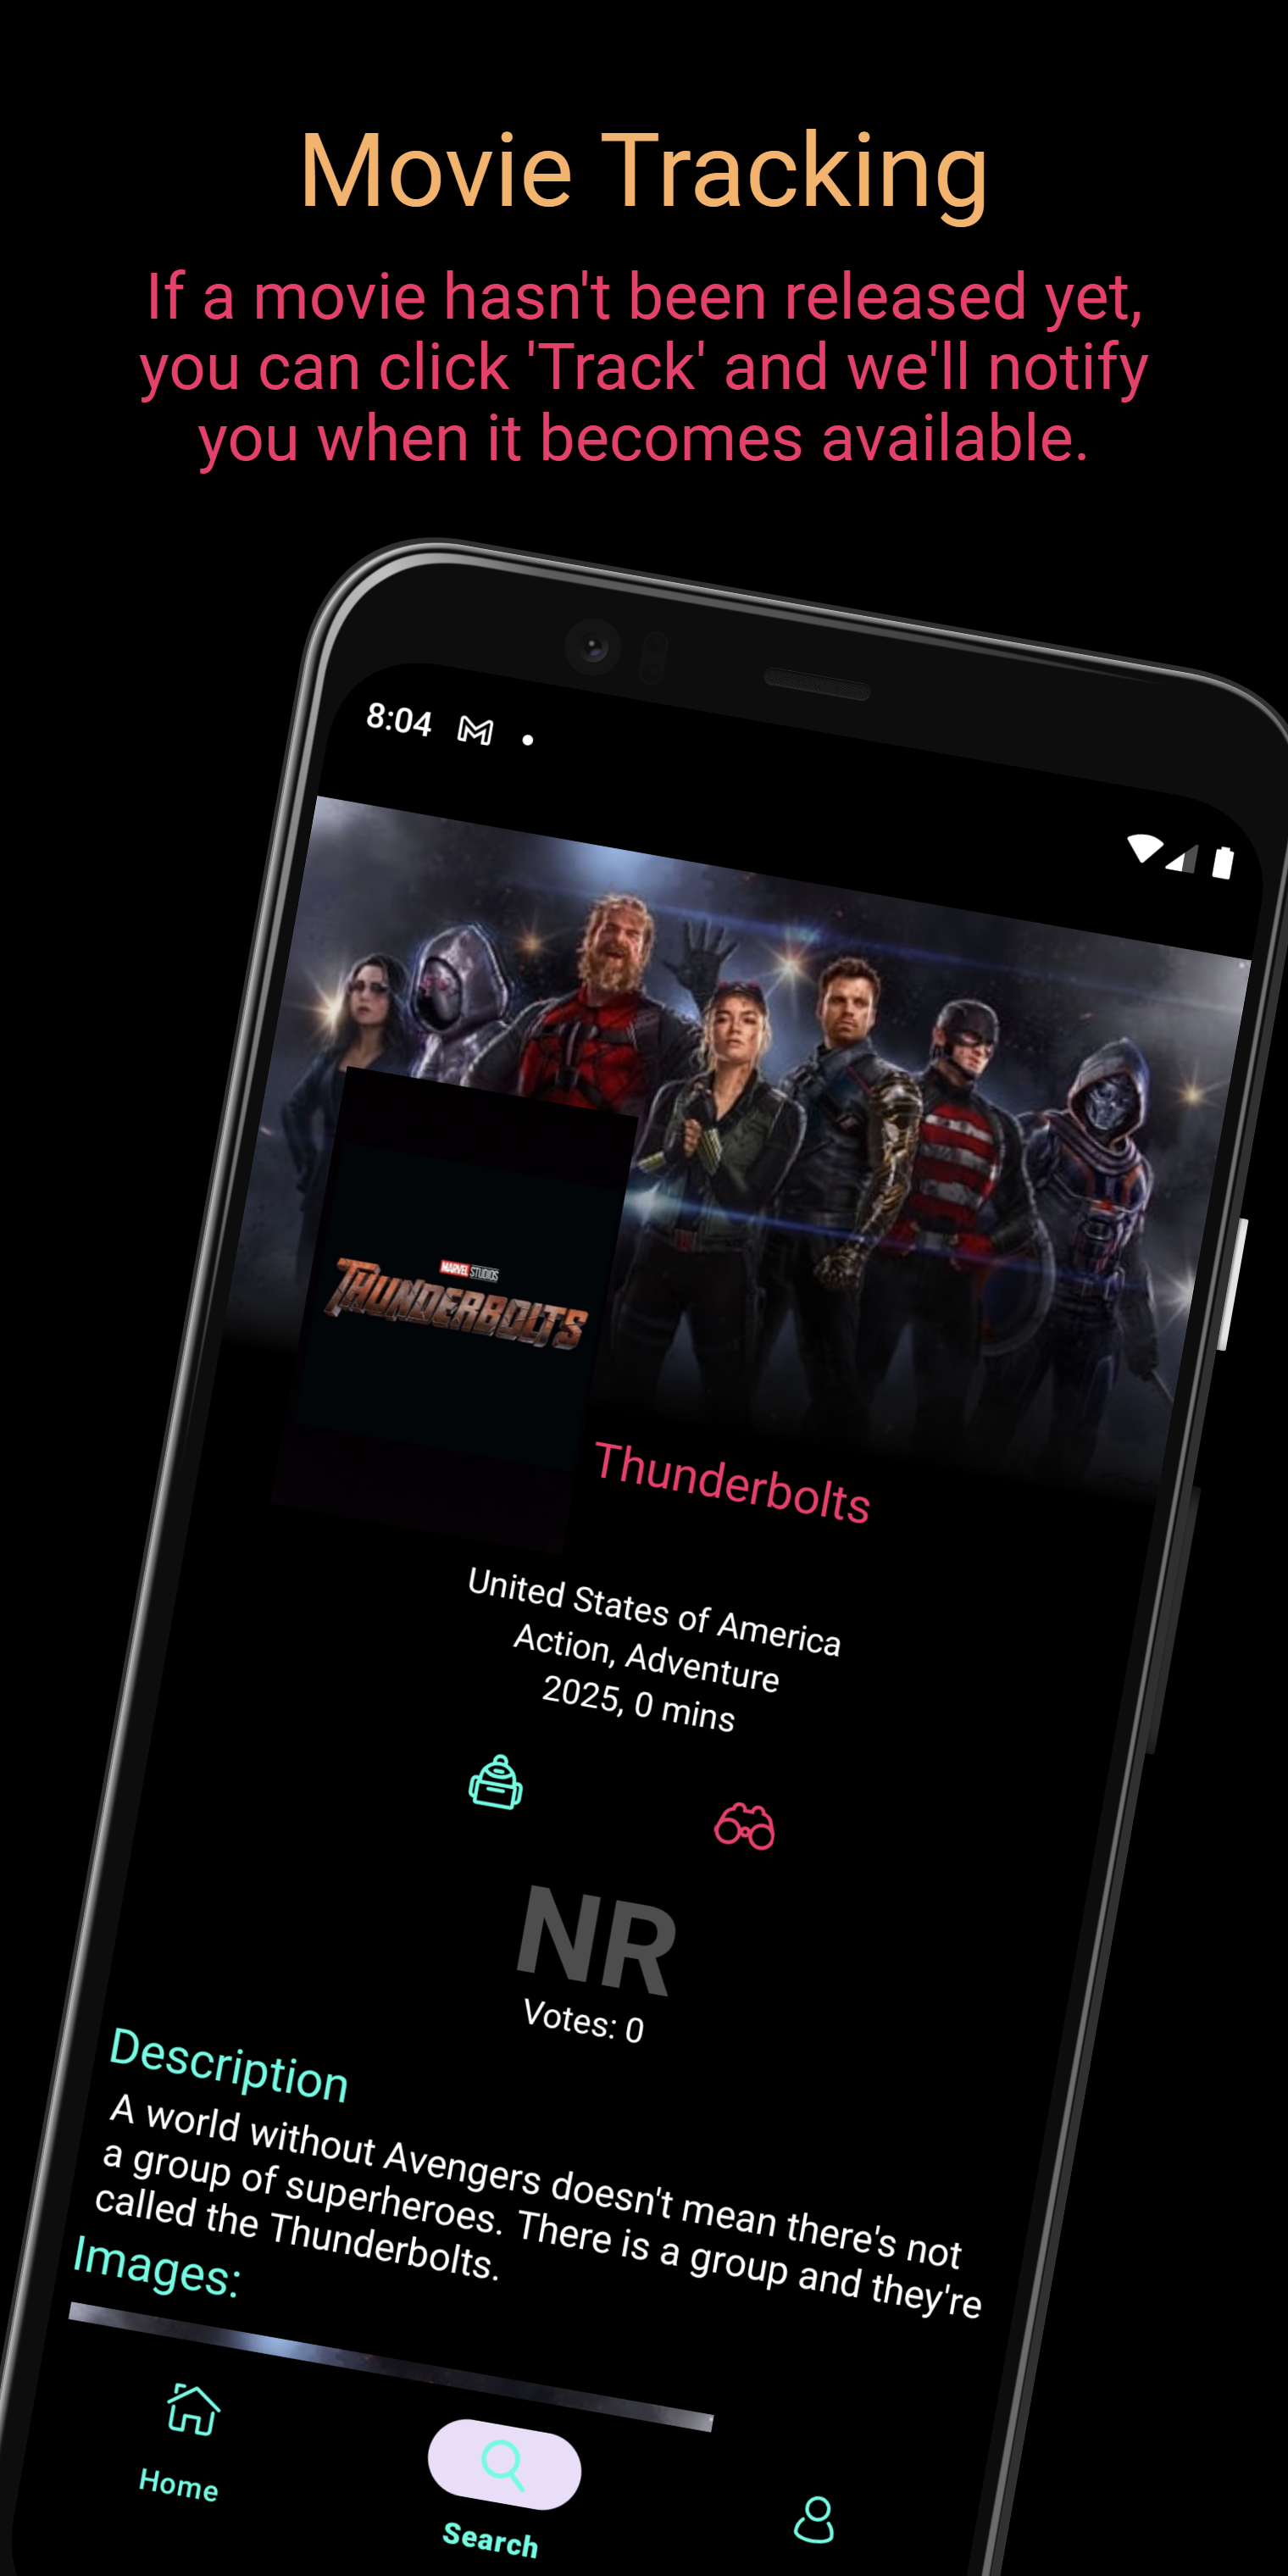 Movie Tracking
If a movie hasn't been released yet,
you can click 'Track' and we'll notify
you when it becomes available.
8:04
MARVEL STUDIOS
THUNDERBOLTS
Thunderbolts
United States of America
Action, Adventure
2025, 0 mins
NR
Votes: 0
Description
A world without Avengers doesn't mean there's not
a group of superheroes. There is a group and they're
called the Thunderbolts.
Images:
Home
Search